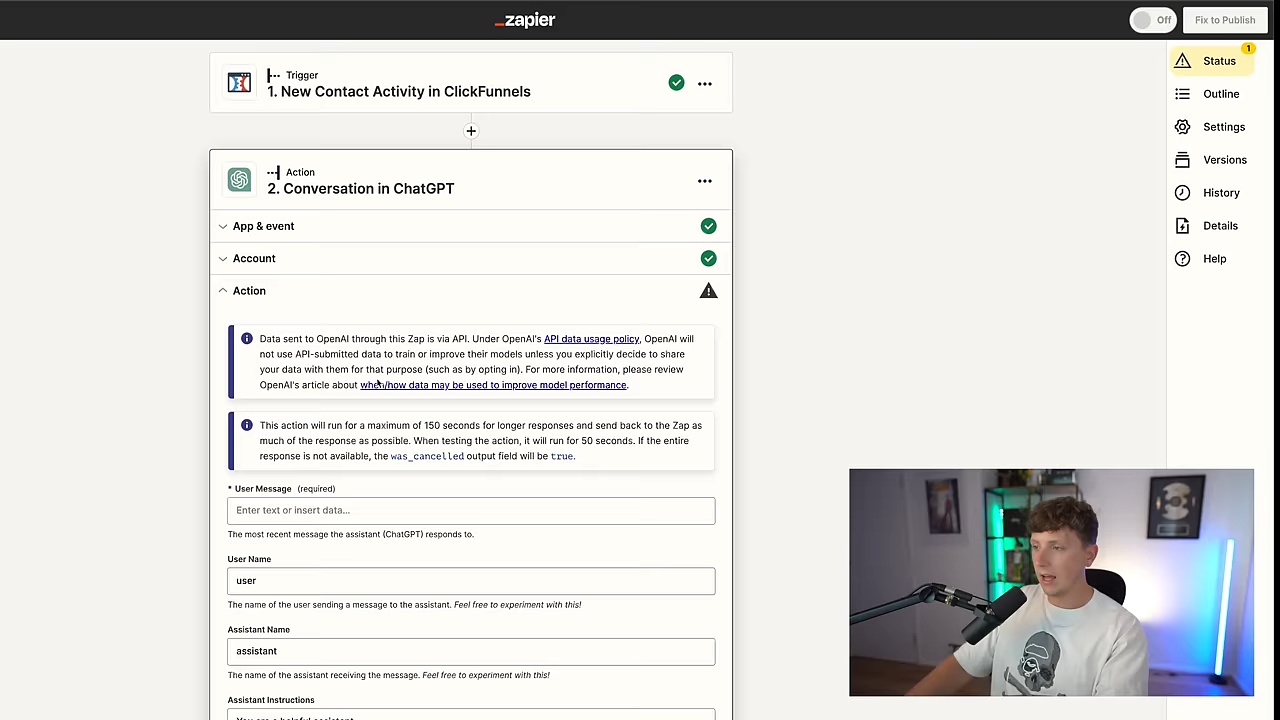 _zapier
Off
Fix to Publish
Trigger
1. New Contact Activity in ClickFunnels
Action
2. Conversation in ChatGPT
App & event
Account
Action
Data sent to OpenAI through this Zap is via API. Under OpenAI's API data usage policy, OpenAI will
not use API-submitted data to train or improve their models unless you explicitly decide to share
your data with them for that purpose (such as by opting in). For more information, please review
OpenAI's article about when/how data may be used to improve model performance.
This action will run for a maximum of 150 seconds for longer responses and send back to the Zap as
much of the response as possible. When testing the action, it will run for 50 seconds. If the entire
response is not available, the was_cancelled output field will be true.
* User Message (required)
Enter text or insert data...
The most recent message the assistant (ChatGPT) responds to.
User Name
user
The name of the user sending a message to the assistant. Feel free to experiment with this!
Assistant Name
assistant
The name of the assistant receiving the message. Feel free to experiment with this!
Assistant Instructions
You are a helpful assistant
1
Status
Outline
Settings
Versions
History
Details
Help